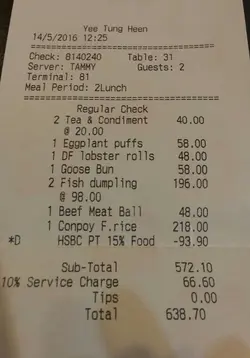 Yee Tung Heen
14/5/2016 12:25
==============================
Check: 8140240 Table: 31
Server: TAMMY Guests: 2
Terminal: 81
Meal Period: 2Lunch
==============================
Regular Check
2 Tea & Condiment 40.00
@ 20.00
1 Eggplant puffs 58.00
1 DF lobster rolls 48.00
1 Goose Bun 58.00
2 Fish dumpling 196.00
@ 98.00
1 Beef Meat Ball 48.00
1 Conpoy F.rice 218.00
*D HSBC PT 15% Food -93.90
Sub-Total 572.10
10% Service Charge 66.60
Tips 0.00
Total 638.70